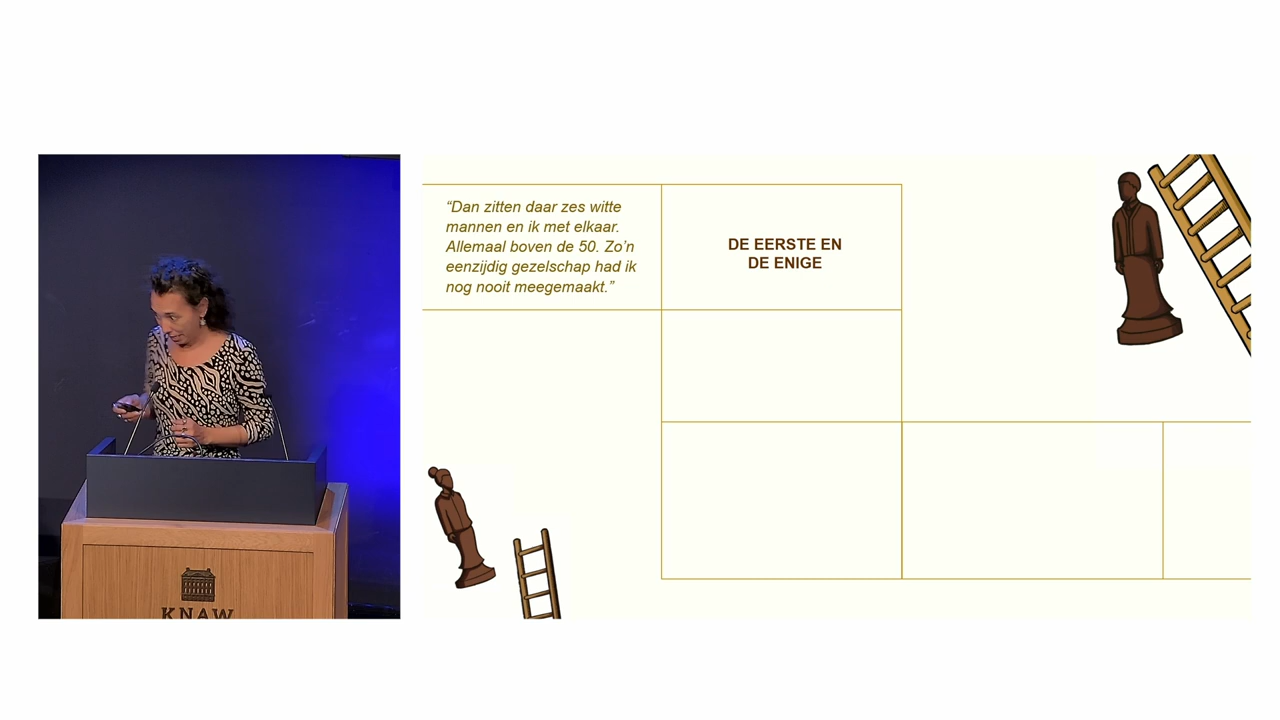 “Dan zitten daar zes witte
mannen en ik met elkaar.
Allemaal boven de 50. Zo’n
eenzijdig gezelschap had ik
nog nooit meegemaakt.”
DE EERSTE EN
DE ENIGE
KNAW